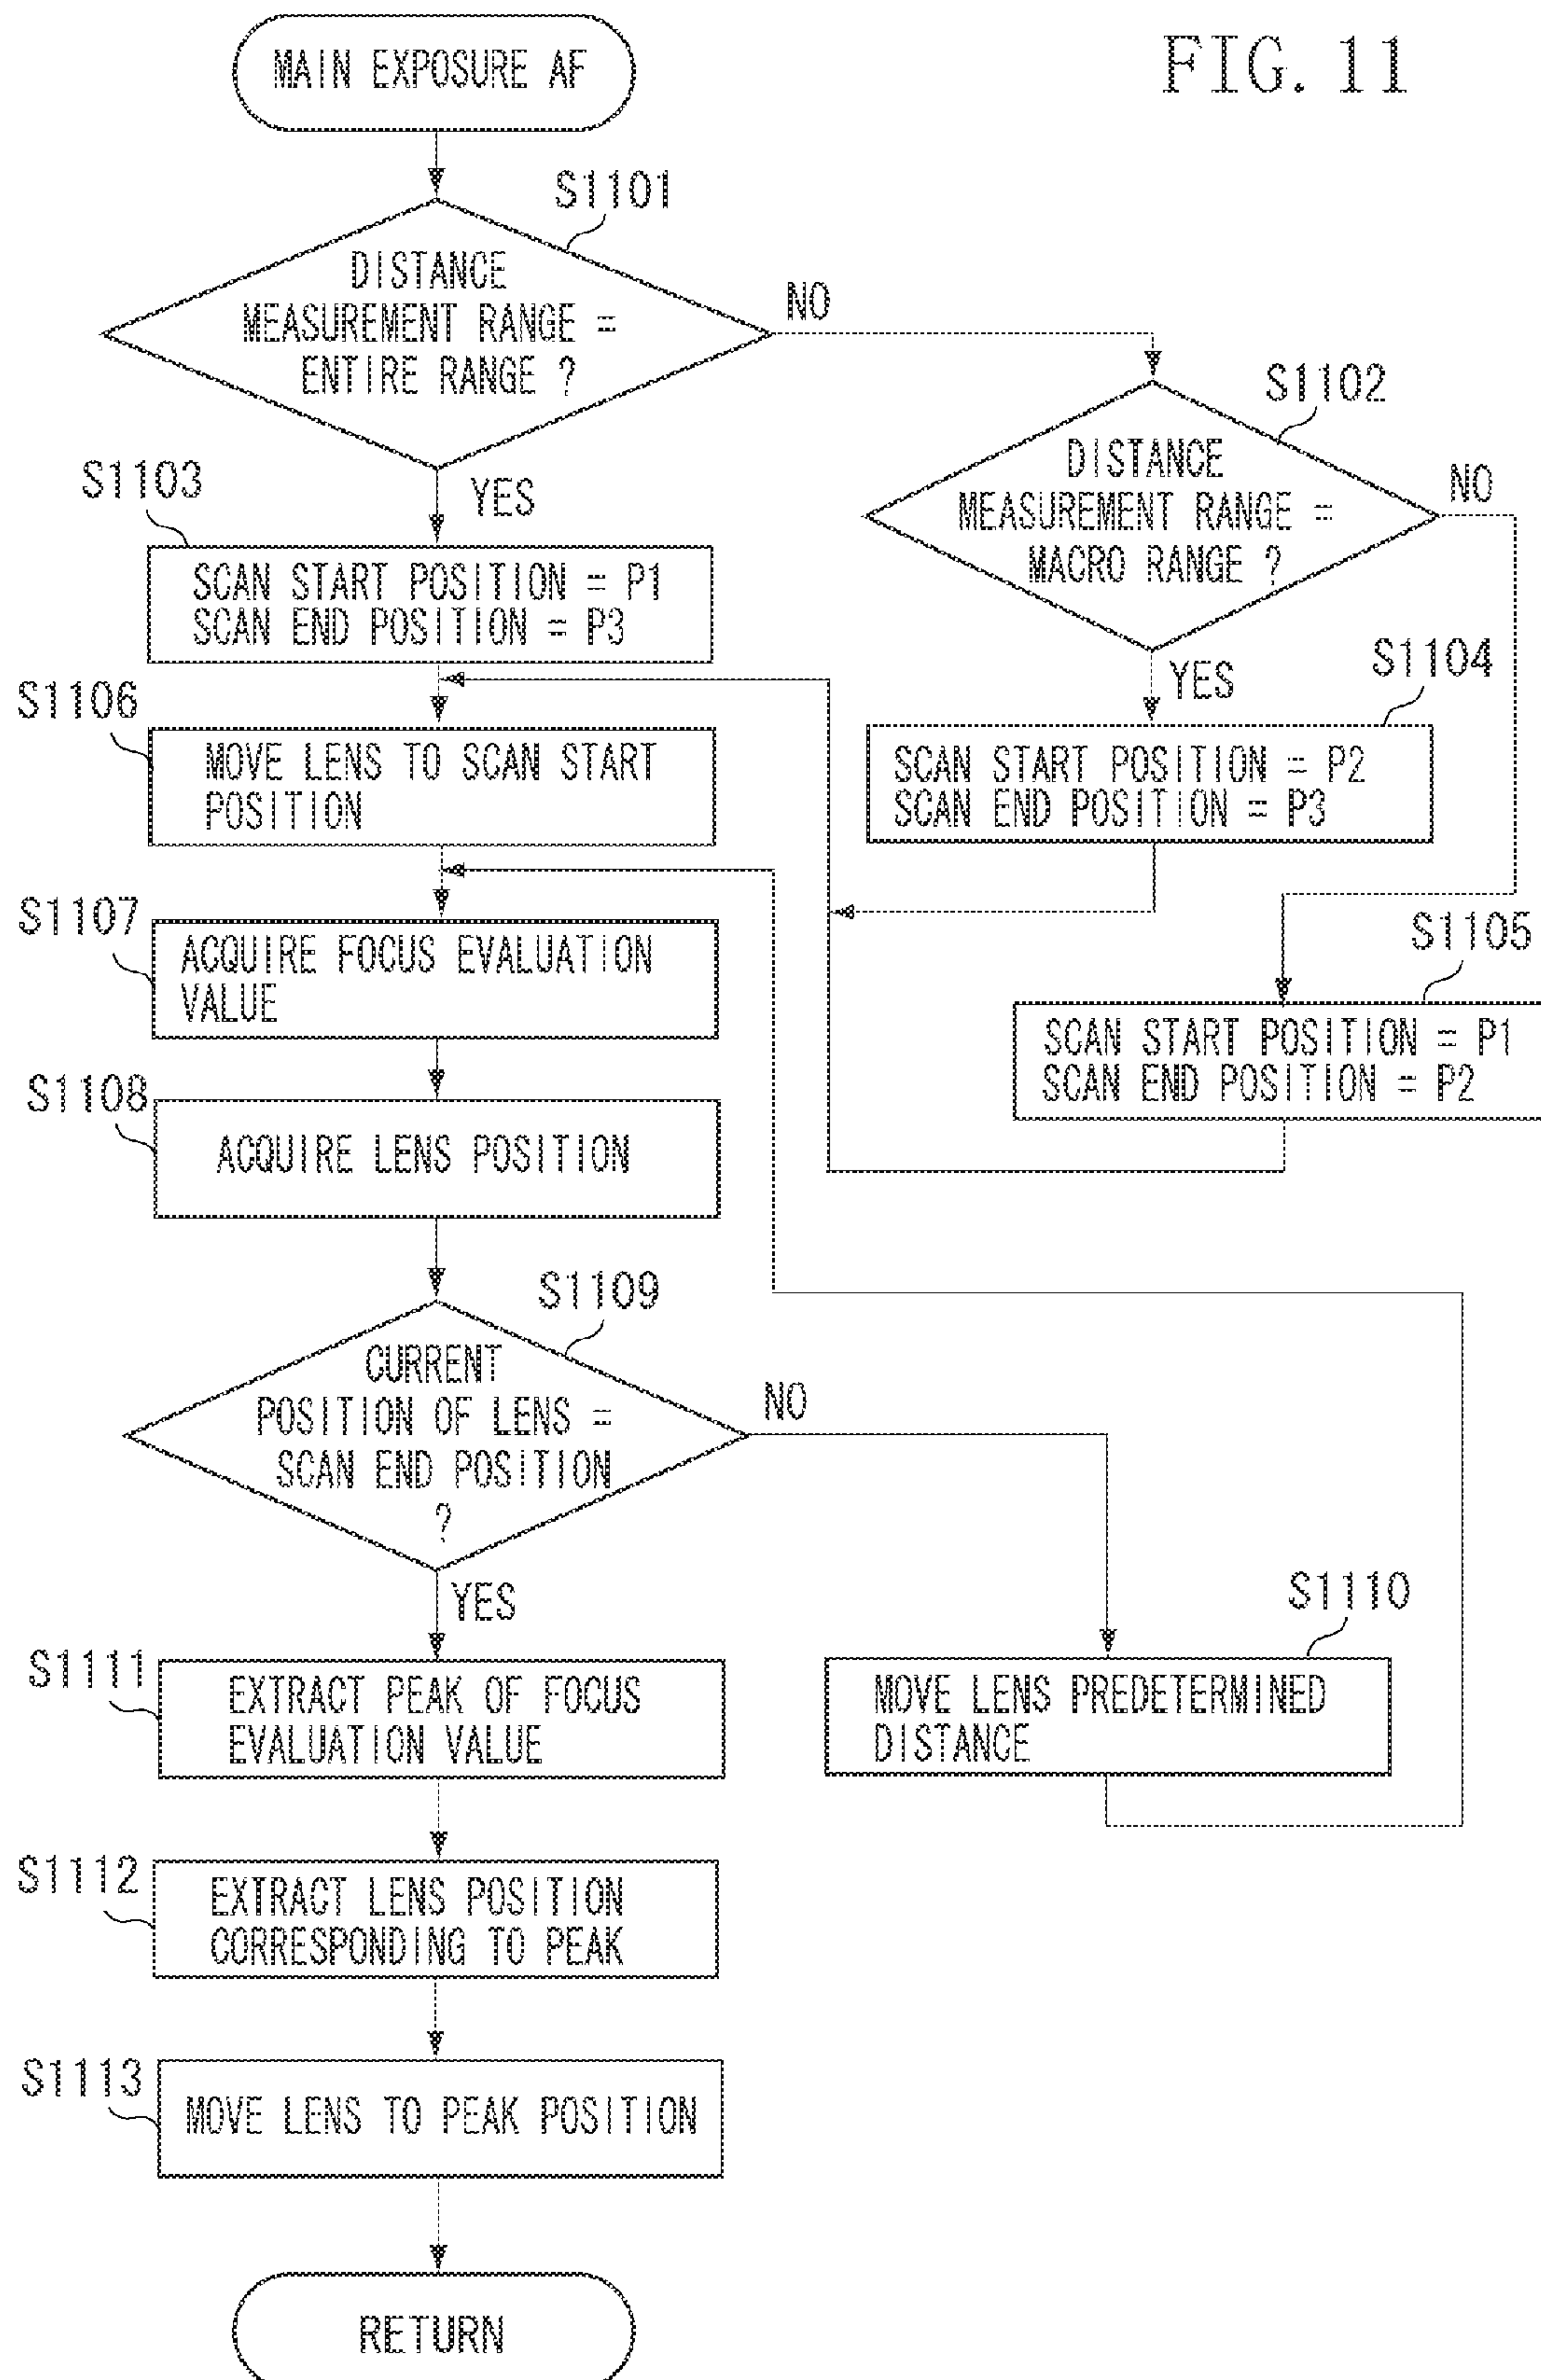 FIG. 11
MAIN EXPOSURE AF
S1101
DISTANCE
MEASUREMENT RANGE =
ENTIRE RANGE ?
NO
YES
S1102
DISTANCE
MEASUREMENT RANGE =
MACRO RANGE ?
NO
YES
S1103
SCAN START POSITION = P1
SCAN END POSITION = P3
S1104
SCAN START POSITION = P2
SCAN END POSITION = P3
S1105
SCAN START POSITION = P1
SCAN END POSITION = P2
S1106
MOVE LENS TO SCAN START
POSITION
S1107
ACQUIRE FOCUS EVALUATION
VALUE
S1108
ACQUIRE LENS POSITION
S1109
CURRENT
POSITION OF LENS =
SCAN END POSITION
?
NO
YES
S1110
MOVE LENS PREDETERMINED
DISTANCE
S1111
EXTRACT PEAK OF FOCUS
EVALUATION VALUE
S1112
EXTRACT LENS POSITION
CORRESPONDING TO PEAK
S1113
MOVE LENS TO PEAK POSITION
RETURN